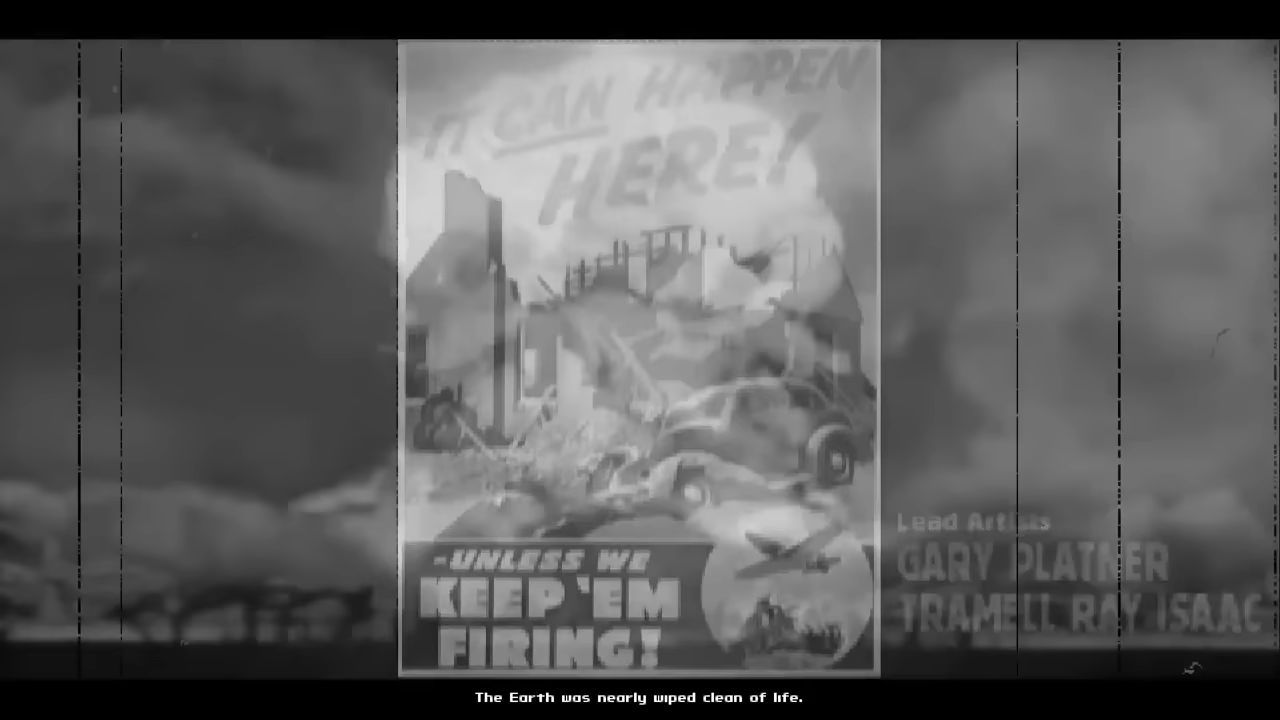 IT CAN HAPPEN
HERE!
-UNLESS WE
KEEP 'EM
FIRING!
Lead Artists
GARY PLATNER
TRAMELL RAY ISAAC
The Earth was nearly wiped clean of life.